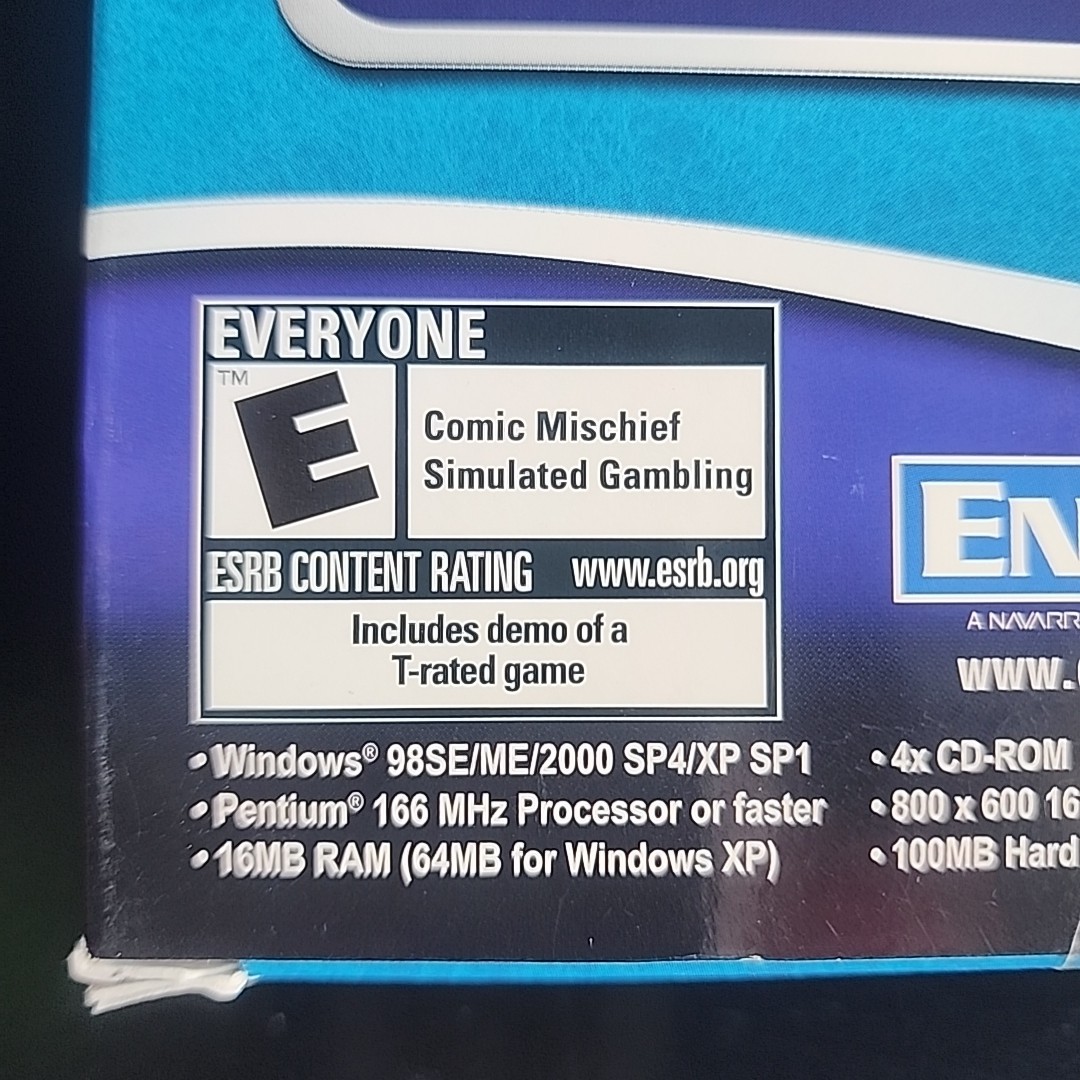 EVERYONE
TM
E
Comic Mischief
Simulated Gambling
ESRB CONTENT RATING www.esrb.org
Includes demo of a
T-rated game
EN
A NAVARR
www.
•Windows® 98SE/ME/2000 SP4/XP SP1
•Pentium® 166 MHz Processor or faster
•16MB RAM (64MB for Windows XP)
•4x CD-ROM
•800 x 600 16
•100MB Hard